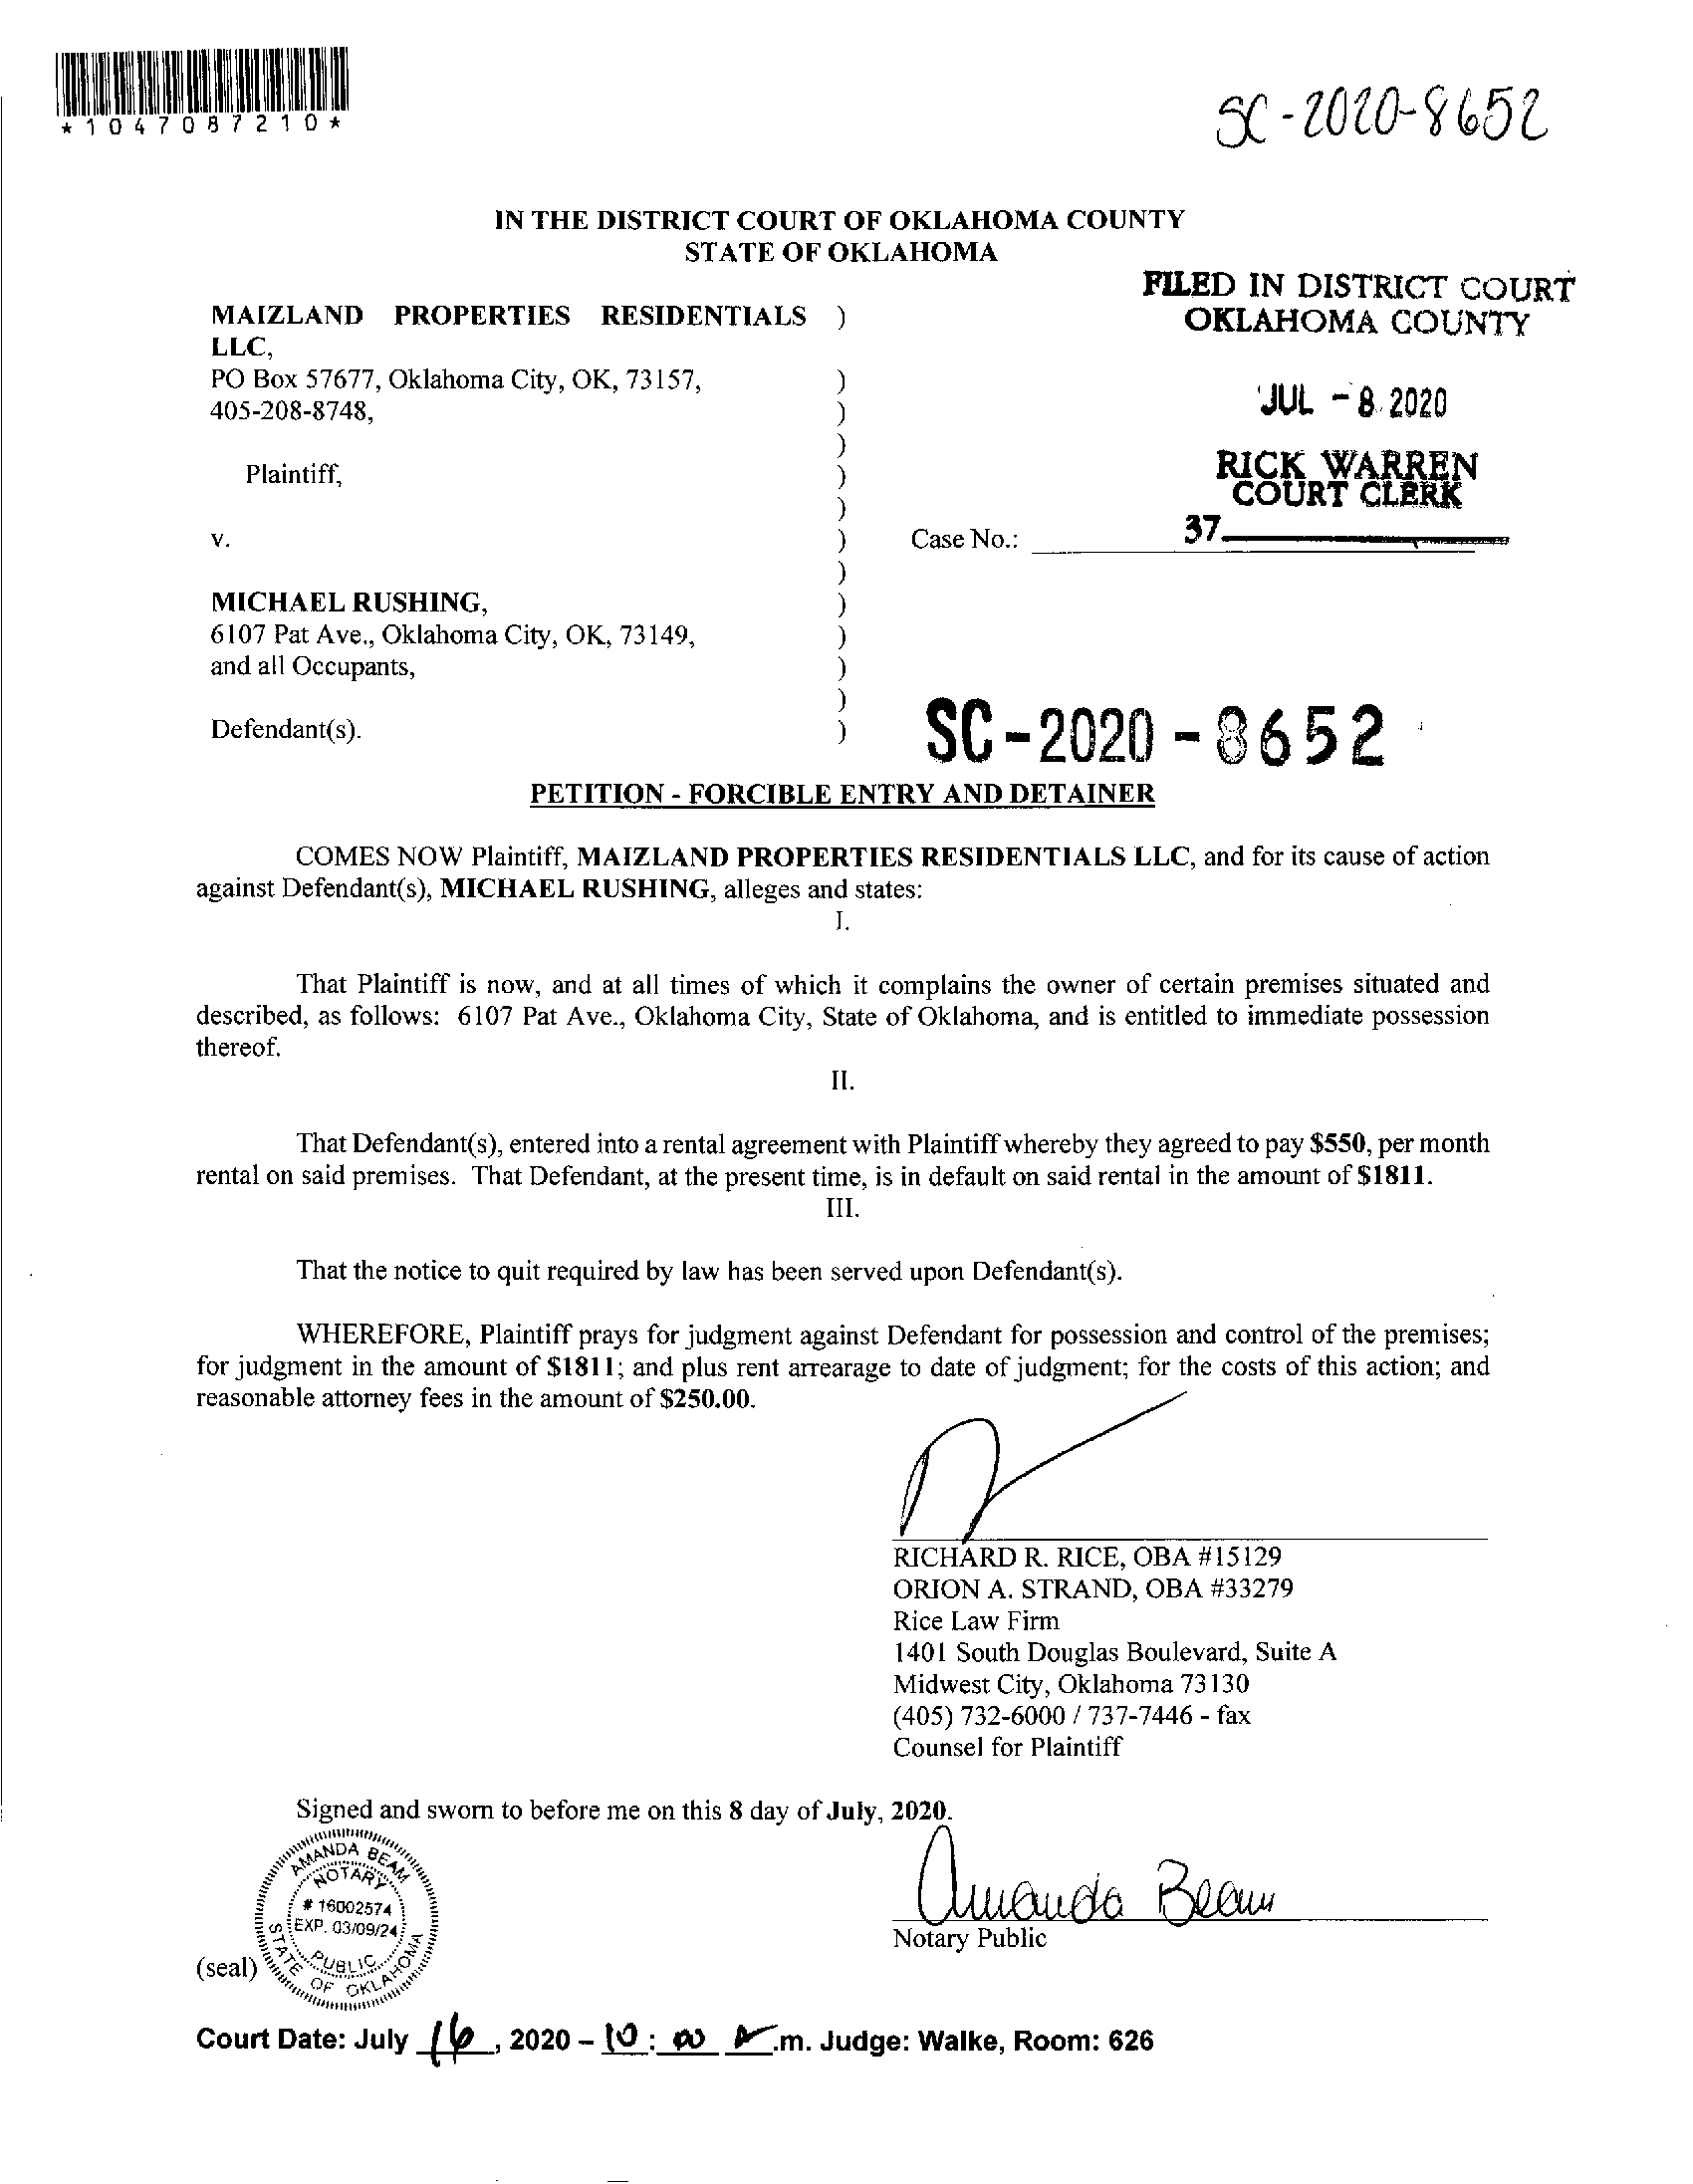 *1047087210*
SC-2020-8652
IN THE DISTRICT COURT OF OKLAHOMA COUNTY
STATE OF OKLAHOMA
FILED IN DISTRICT COURT
OKLAHOMA COUNTY
JUL - 8 2020
RICK WARREN
COURT CLERK
37
MAIZLAND PROPERTIES RESIDENTIALS )
LLC,
PO Box 57677, Oklahoma City, OK, 73157, )
405-208-8748, )
)
Plaintiff, )
)
v. ) Case No.:
)
MICHAEL RUSHING, )
6107 Pat Ave., Oklahoma City, OK, 73149, )
and all Occupants, )
)
Defendant(s). )
SC-2020-8652
PETITION - FORCIBLE ENTRY AND DETAINER
COMES NOW Plaintiff, MAIZLAND PROPERTIES RESIDENTIALS LLC, and for its cause of action
against Defendant(s), MICHAEL RUSHING, alleges and states:
I.
That Plaintiff is now, and at all times of which it complains the owner of certain premises situated and
described, as follows: 6107 Pat Ave., Oklahoma City, State of Oklahoma, and is entitled to immediate possession
thereof.
II.
That Defendant(s), entered into a rental agreement with Plaintiff whereby they agreed to pay $550, per month
rental on said premises. That Defendant, at the present time, is in default on said rental in the amount of $1811.
III.
That the notice to quit required by law has been served upon Defendant(s).
WHEREFORE, Plaintiff prays for judgment against Defendant for possession and control of the premises;
for judgment in the amount of $1811; and plus rent arrearage to date of judgment; for the costs of this action; and
reasonable attorney fees in the amount of $250.00.
RICHARD R. RICE, OBA #15129
ORION A. STRAND, OBA #33279
Rice Law Firm
1401 South Douglas Boulevard, Suite A
Midwest City, Oklahoma 73130
(405) 732-6000 / 737-7446 - fax
Counsel for Plaintiff
Signed and sworn to before me on this 8 day of July, 2020.
AMANDA BEAM
NOTARY
# 16002574
EXP. 03/09/24
PUBLIC
STATE OF OKLAHOMA
Amanda Beam
Notary Public
(seal)
Court Date: July 16, 2020 – 10:00 A.m. Judge: Walke, Room: 626